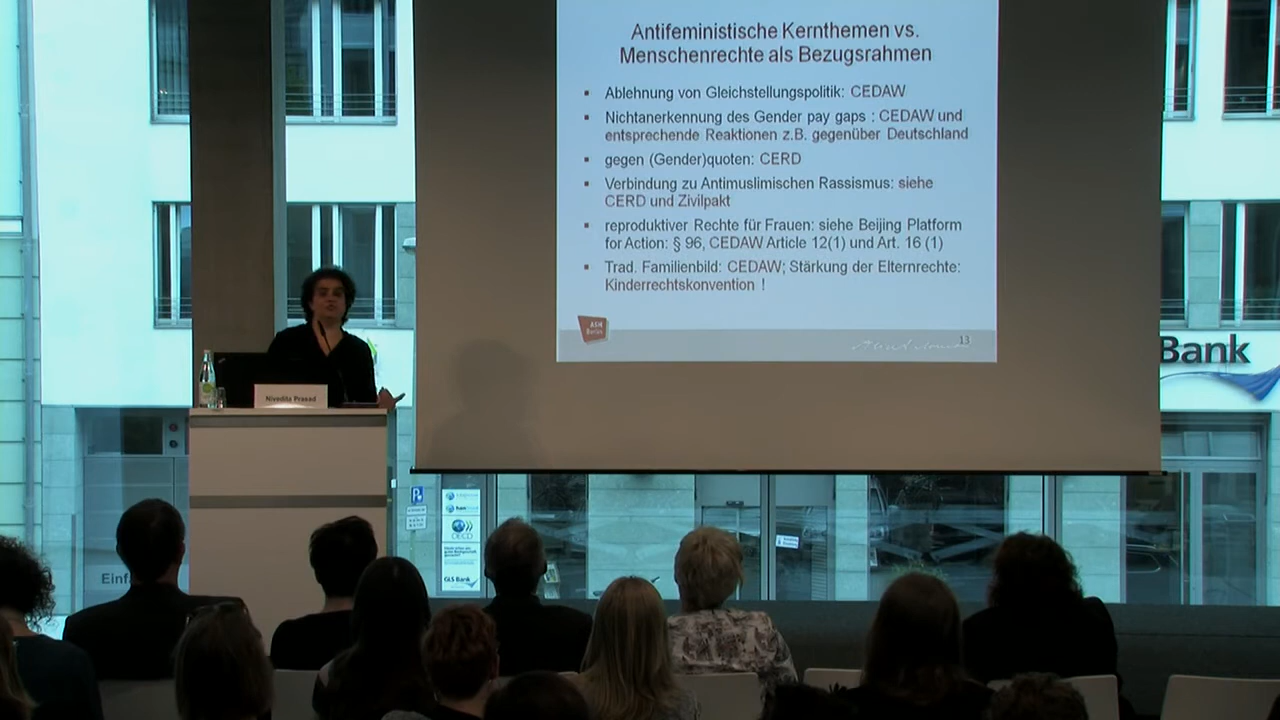 Antifeministische Kernthemen vs.
Menschenrechte als Bezugsrahmen
▪ Ablehnung von Gleichstellungspolitik: CEDAW
▪ Nichtanerkennung des Gender pay gaps : CEDAW und
entsprechende Reaktionen z.B. gegenüber Deutschland
▪ gegen (Gender)quoten: CERD
▪ Verbindung zu Antimuslimischen Rassismus: siehe
CERD und Zivilpakt
▪ reproduktiver Rechte für Frauen: siehe Beijing Platform
for Action: § 96, CEDAW Article 12(1) und Art. 16 (1)
▪ Trad. Familienbild: CEDAW; Stärkung der Elternrechte:
Kinderrechtskonvention !
ASH
Berlin
13
Bank
Nivedita Prasad
P
OECD
GLS Bank
Einf